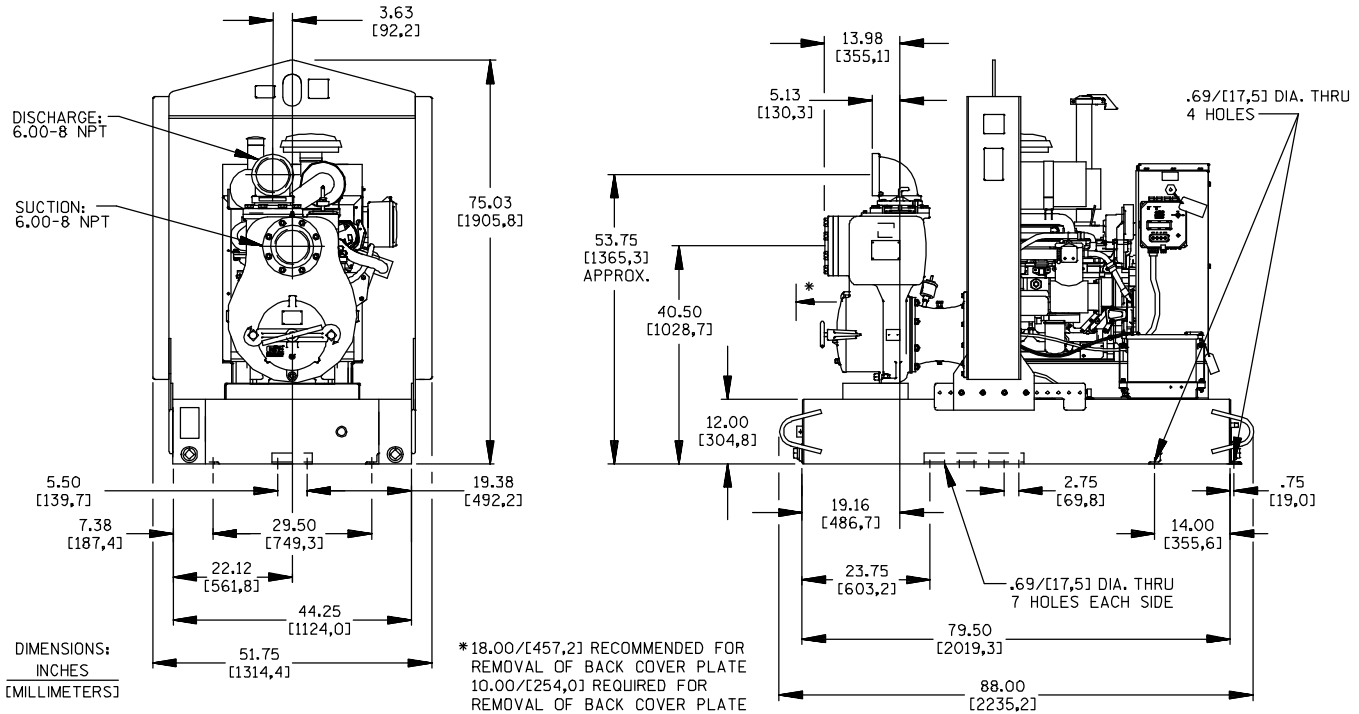 3.63
[92,2]
DISCHARGE:
6.00-8 NPT
SUCTION:
6.00-8 NPT
75.03
[1905,8]
5.50
[139,7]
19.38
[492,2]
7.38
[187,4]
29.50
[749,3]
22.12
[561,8]
44.25
[1124,0]
51.75
[1314,4]
DIMENSIONS:
INCHES
[MILLIMETERS]
13.98
[355,1]
5.13
[130,3]
.69/[17,5] DIA. THRU
4 HOLES
53.75
[1365,3]
APPROX.
*
40.50
[1028,7]
12.00
[304,8]
19.16
[486,7]
2.75
[69,8]
.75
[19,0]
14.00
[355,6]
23.75
[603,2]
.69/[17,5] DIA. THRU
7 HOLES EACH SIDE
79.50
[2019,3]
88.00
[2235,2]
*18.00/[457,2] RECOMMENDED FOR
REMOVAL OF BACK COVER PLATE
10.00/[254,0] REQUIRED FOR
REMOVAL OF BACK COVER PLATE